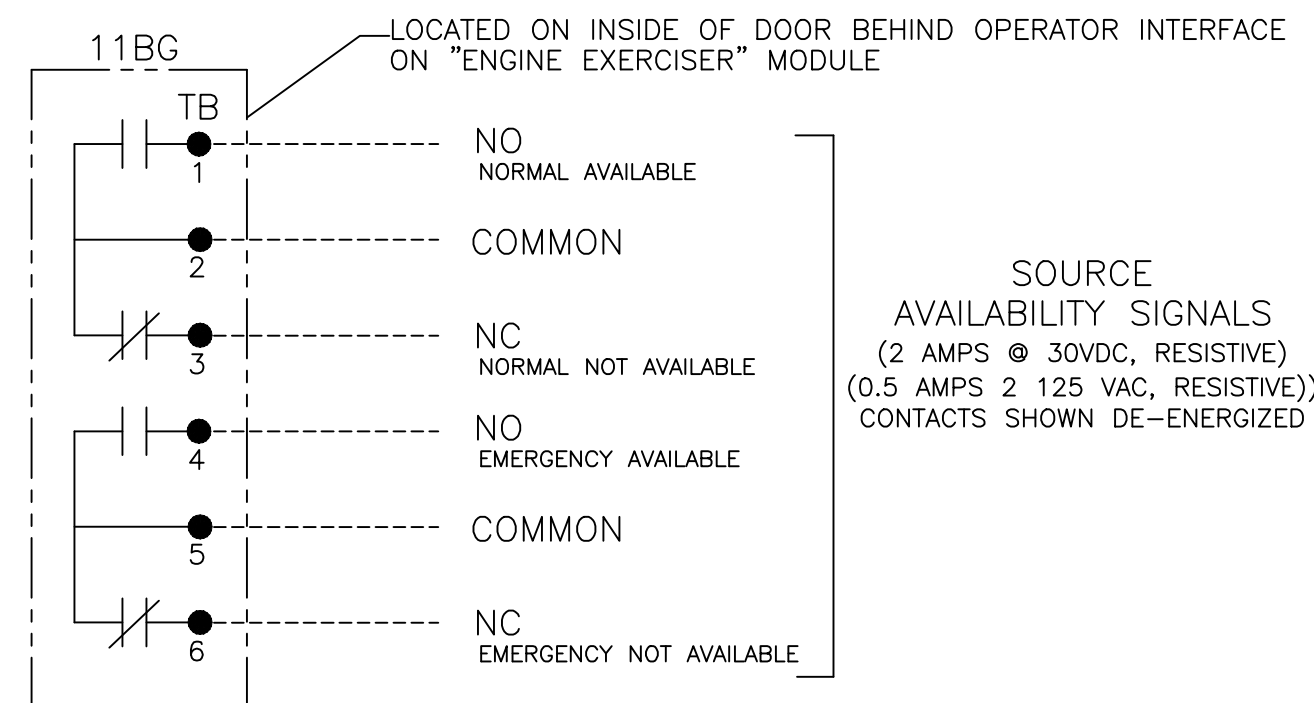 11BG
LOCATED ON INSIDE OF DOOR BEHIND OPERATOR INTERFACE
ON "ENGINE EXERCISER" MODULE
TB
1
NO
NORMAL AVAILABLE
2
COMMON
3
NC
NORMAL NOT AVAILABLE
4
NO
EMERGENCY AVAILABLE
5
COMMON
6
NC
EMERGENCY NOT AVAILABLE
SOURCE
AVAILABILITY SIGNALS
(2 AMPS @ 30VDC, RESISTIVE)
(0.5 AMPS 2 125 VAC, RESISTIVE))
CONTACTS SHOWN DE-ENERGIZED